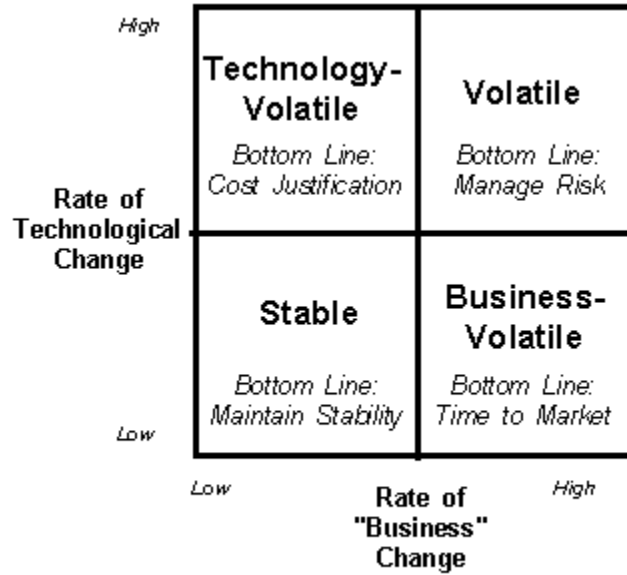 High
Technology-
Volatile
Bottom Line:
Cost Justification
Volatile
Bottom Line:
Manage Risk
Rate of
Technological
Change
Stable
Bottom Line:
Maintain Stability
Business-
Volatile
Bottom Line:
Time to Market
Low
Low
Rate of
"Business"
Change
High